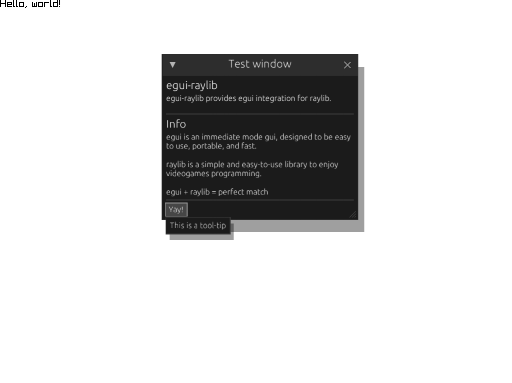 Hello, world!
Test window
egui-raylib
egui-raylib provides egui integration for raylib.
Info
egui is an immediate mode gui, designed to be easy
to use, portable, and fast.
raylib is a simple and easy-to-use library to enjoy
videogames programming.
egui + raylib = perfect match
Yay!
This is a tool-tip